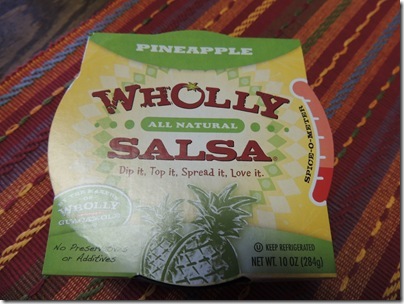 PINEAPPLE
WHOLLY
ALL NATURAL
SALSA
Dip it, Top it, Spread it, Love it.
SPICE-O-METER
WHOLLY
GUACAMOLE
No Preservatives
or Additives
U KEEP REFRIGERATED
NET WT. 10 OZ (284g)